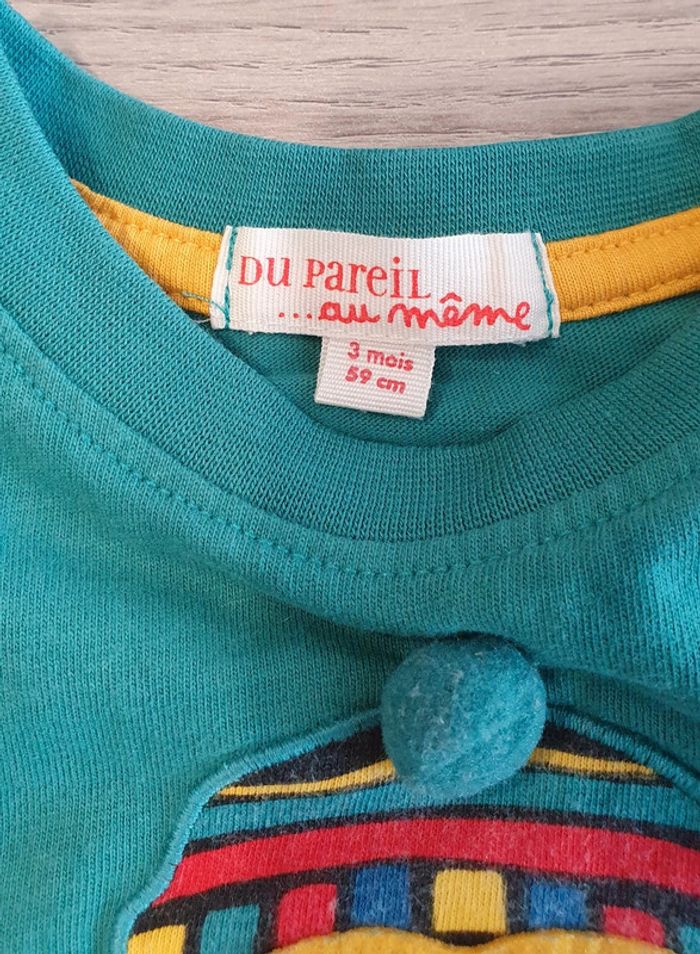 DU PAREIL
...au même
3 mois
59 cm